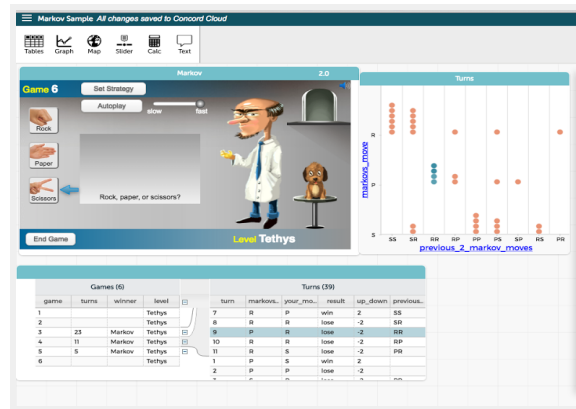 Markov Sample All changes saved to Concord Cloud
Tables Graph Map Slider Calc Text
Markov 2.0
Game 6
Set Strategy
Autoplay
slow fast
Rock
Paper
Scissors
Rock, paper, or scissors?
End Game
Level Tethys
Turns
markovs_move
R
P
S
SS SR RR RP PP PS SP RS PR
previous_2_markov_moves
Games (6)
game turns winner level
1 Tethys
2 Tethys
3 23 Markov Tethys
4 11 Markov Tethys
5 5 Markov Tethys
6 Tethys
Turns (39)
turn markovs... your_mo... result up_down previous...
7 R P win 2 SS
8 R R lose -2 SR
9 P R lose -2 RR
10 R R lose -2 RP
11 R S lose -2 PR
1 P S win 2
2 P P lose -2